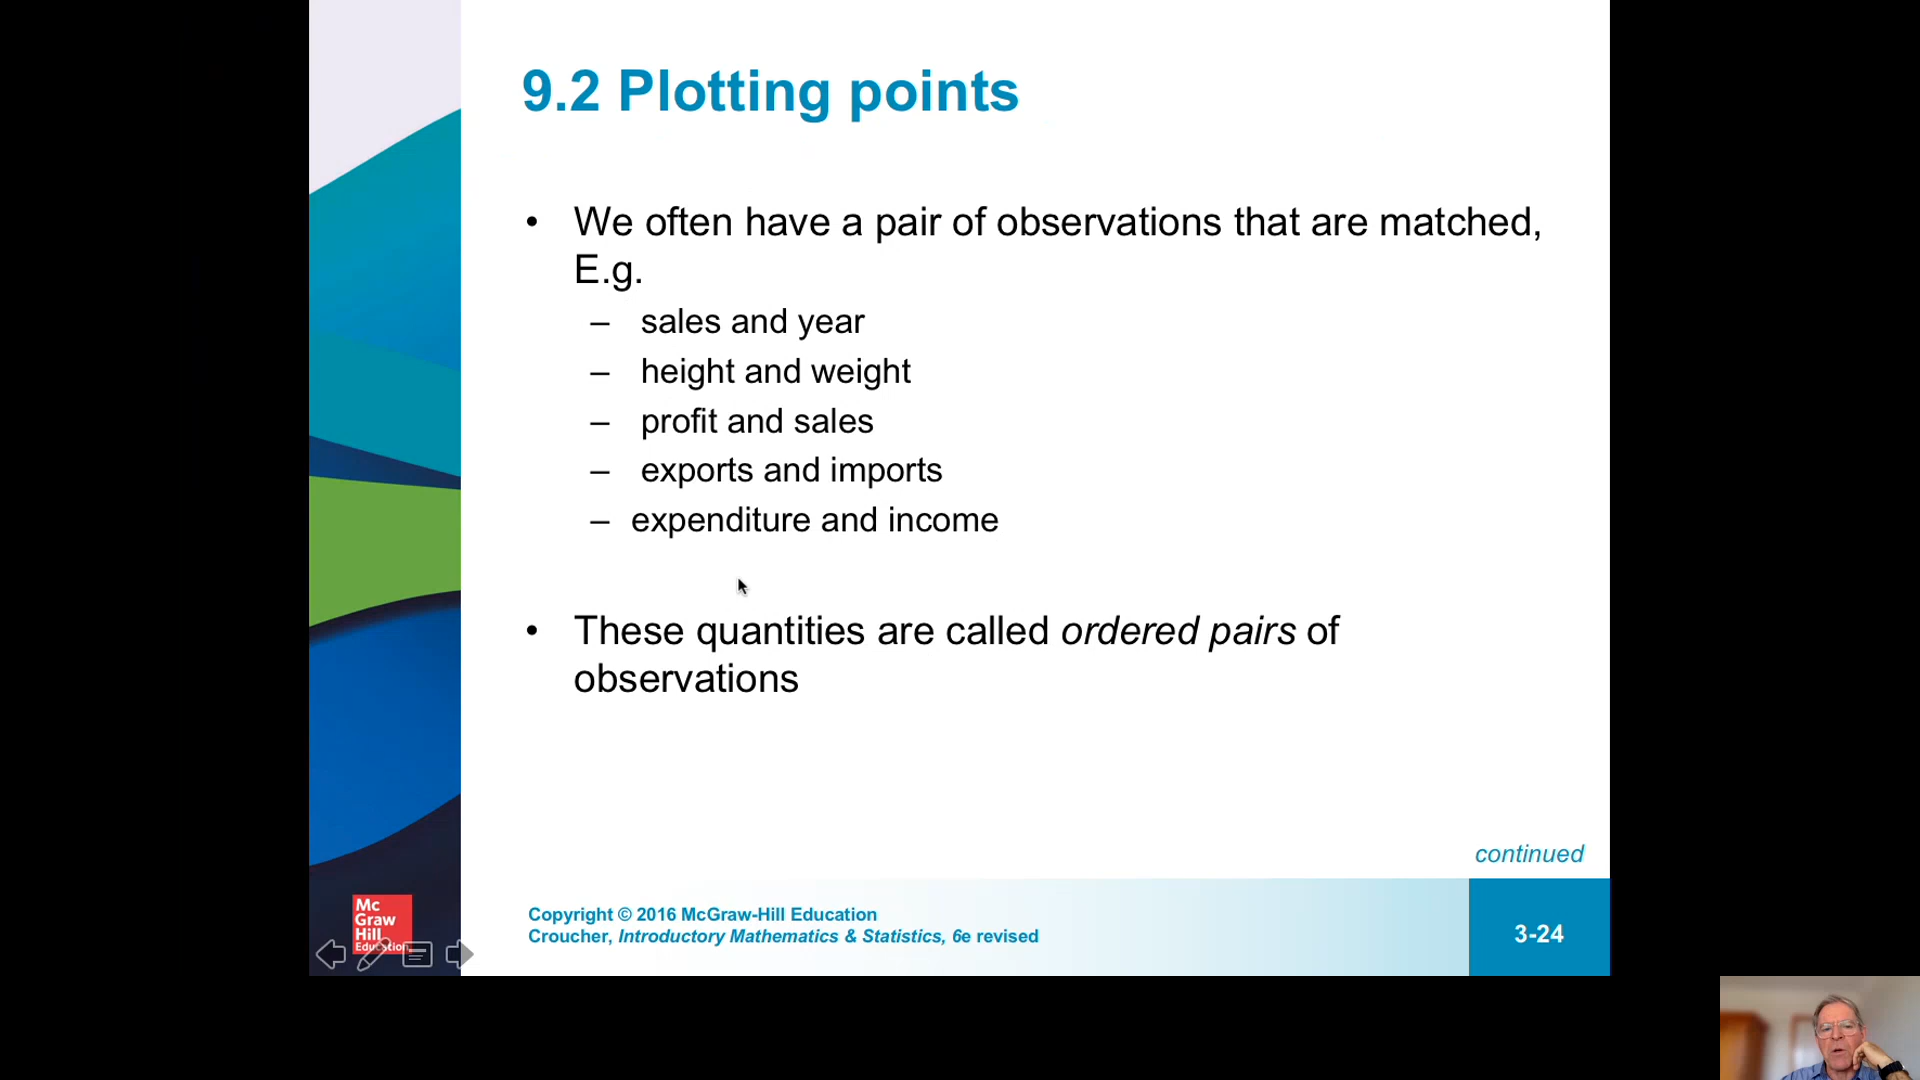 9.2 Plotting points
• We often have a pair of observations that are matched,
E.g.
– sales and year
– height and weight
– profit and sales
– exports and imports
– expenditure and income
• These quantities are called ordered pairs of
observations
continued
Mc
Graw
Hill
Education
Copyright © 2016 McGraw-Hill Education
Croucher, Introductory Mathematics & Statistics, 6e revised
3-24